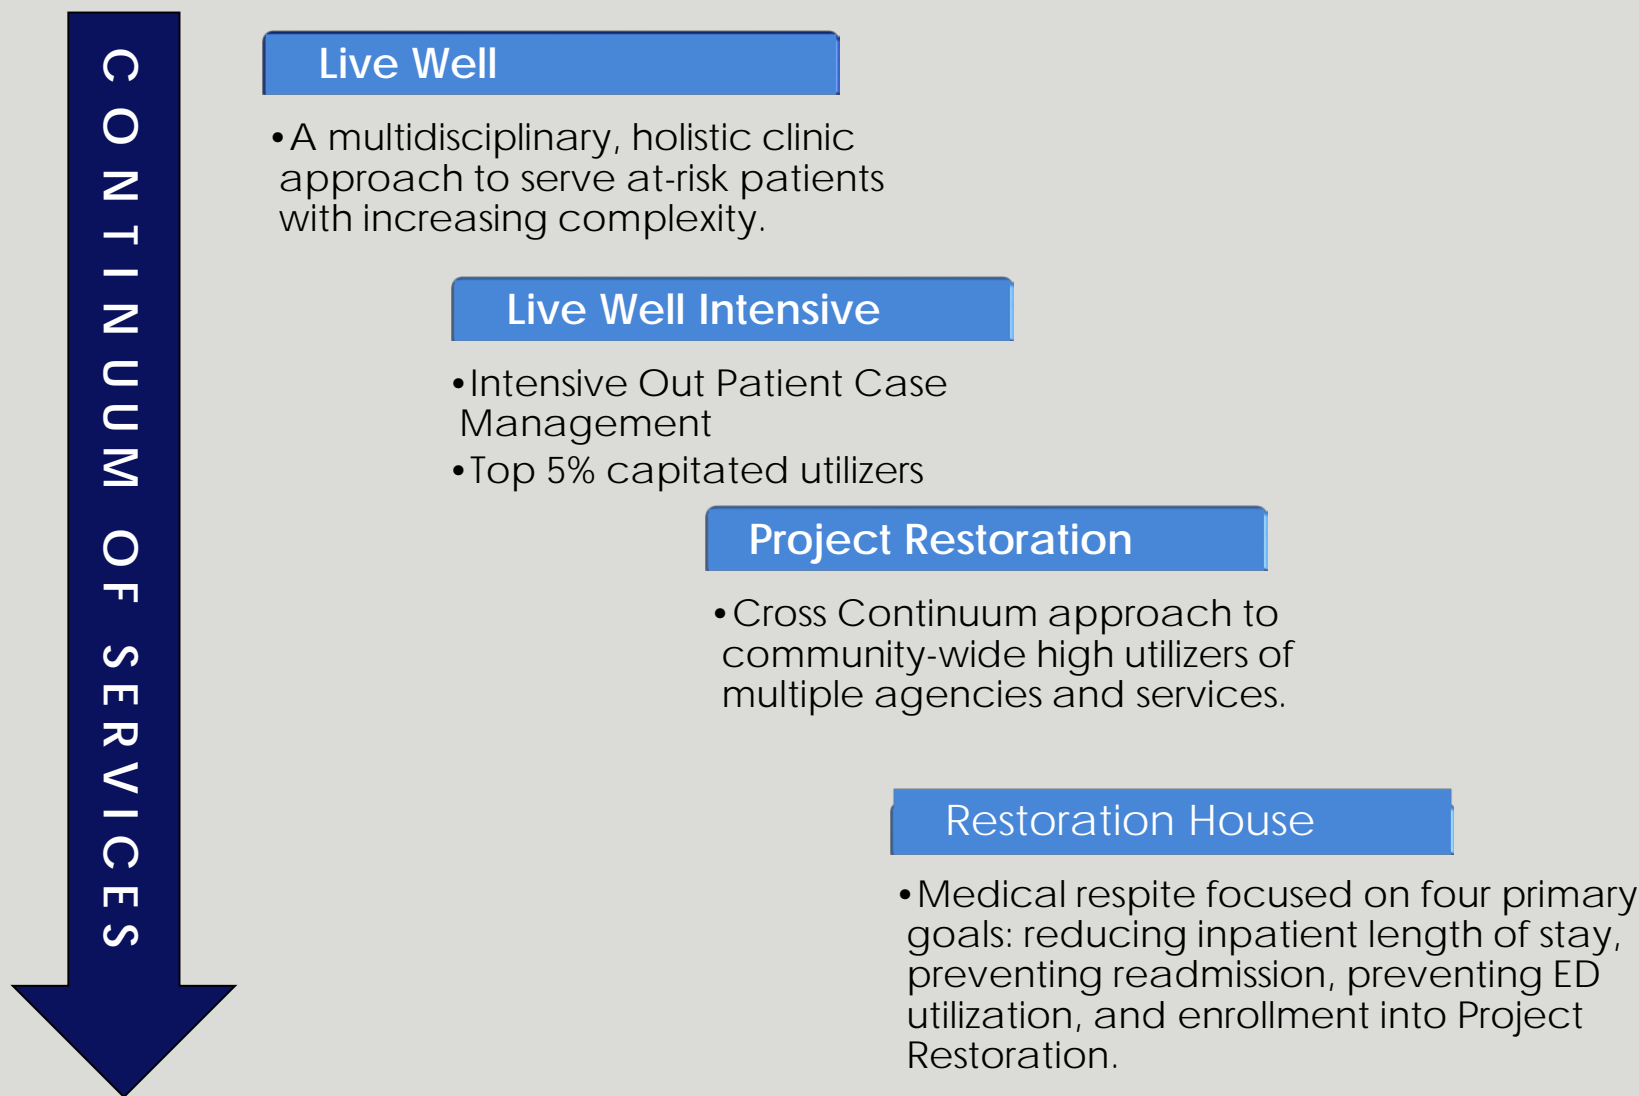 CONTINUUM OF SERVICES
Live Well
•A multidisciplinary, holistic clinic
approach to serve at-risk patients
with increasing complexity.
Live Well Intensive
•Intensive Out Patient Case
Management
•Top 5% capitated utilizers
Project Restoration
•Cross Continuum approach to
community-wide high utilizers of
multiple agencies and services.
Restoration House
•Medical respite focused on four primary
goals: reducing inpatient length of stay,
preventing readmission, preventing ED
utilization, and enrollment into Project
Restoration.